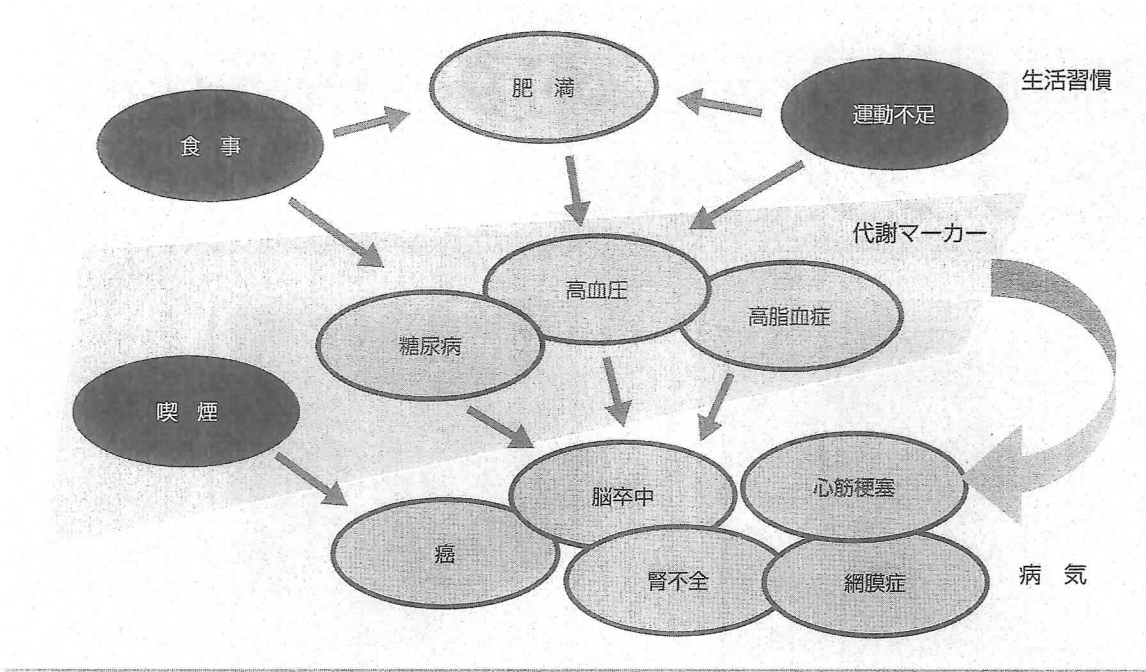 肥 満
生活習慣
食 事
運動不足
代謝マーカー
高血圧
高脂血症
糖尿病
喫 煙
脳卒中
心筋梗塞
癌
腎不全
網膜症
病 気